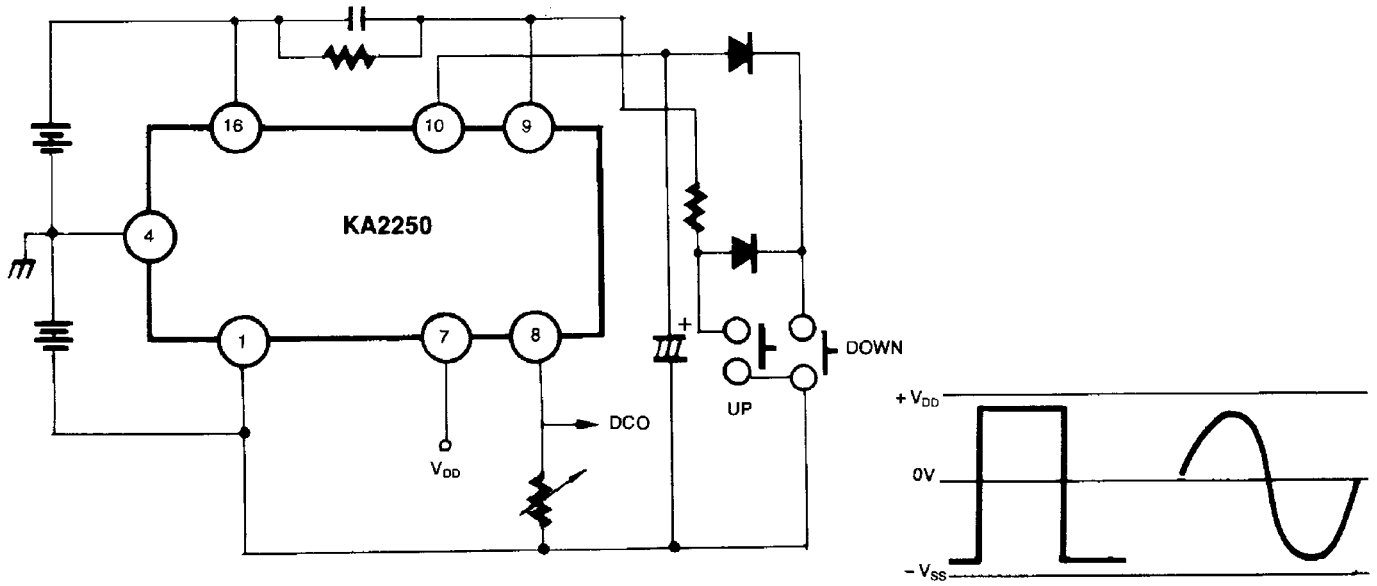 16
10
9
KA2250
4
1
7
8
+
DOWN
UP
DCO
V_DD
+ V_DD
0V
− V_SS